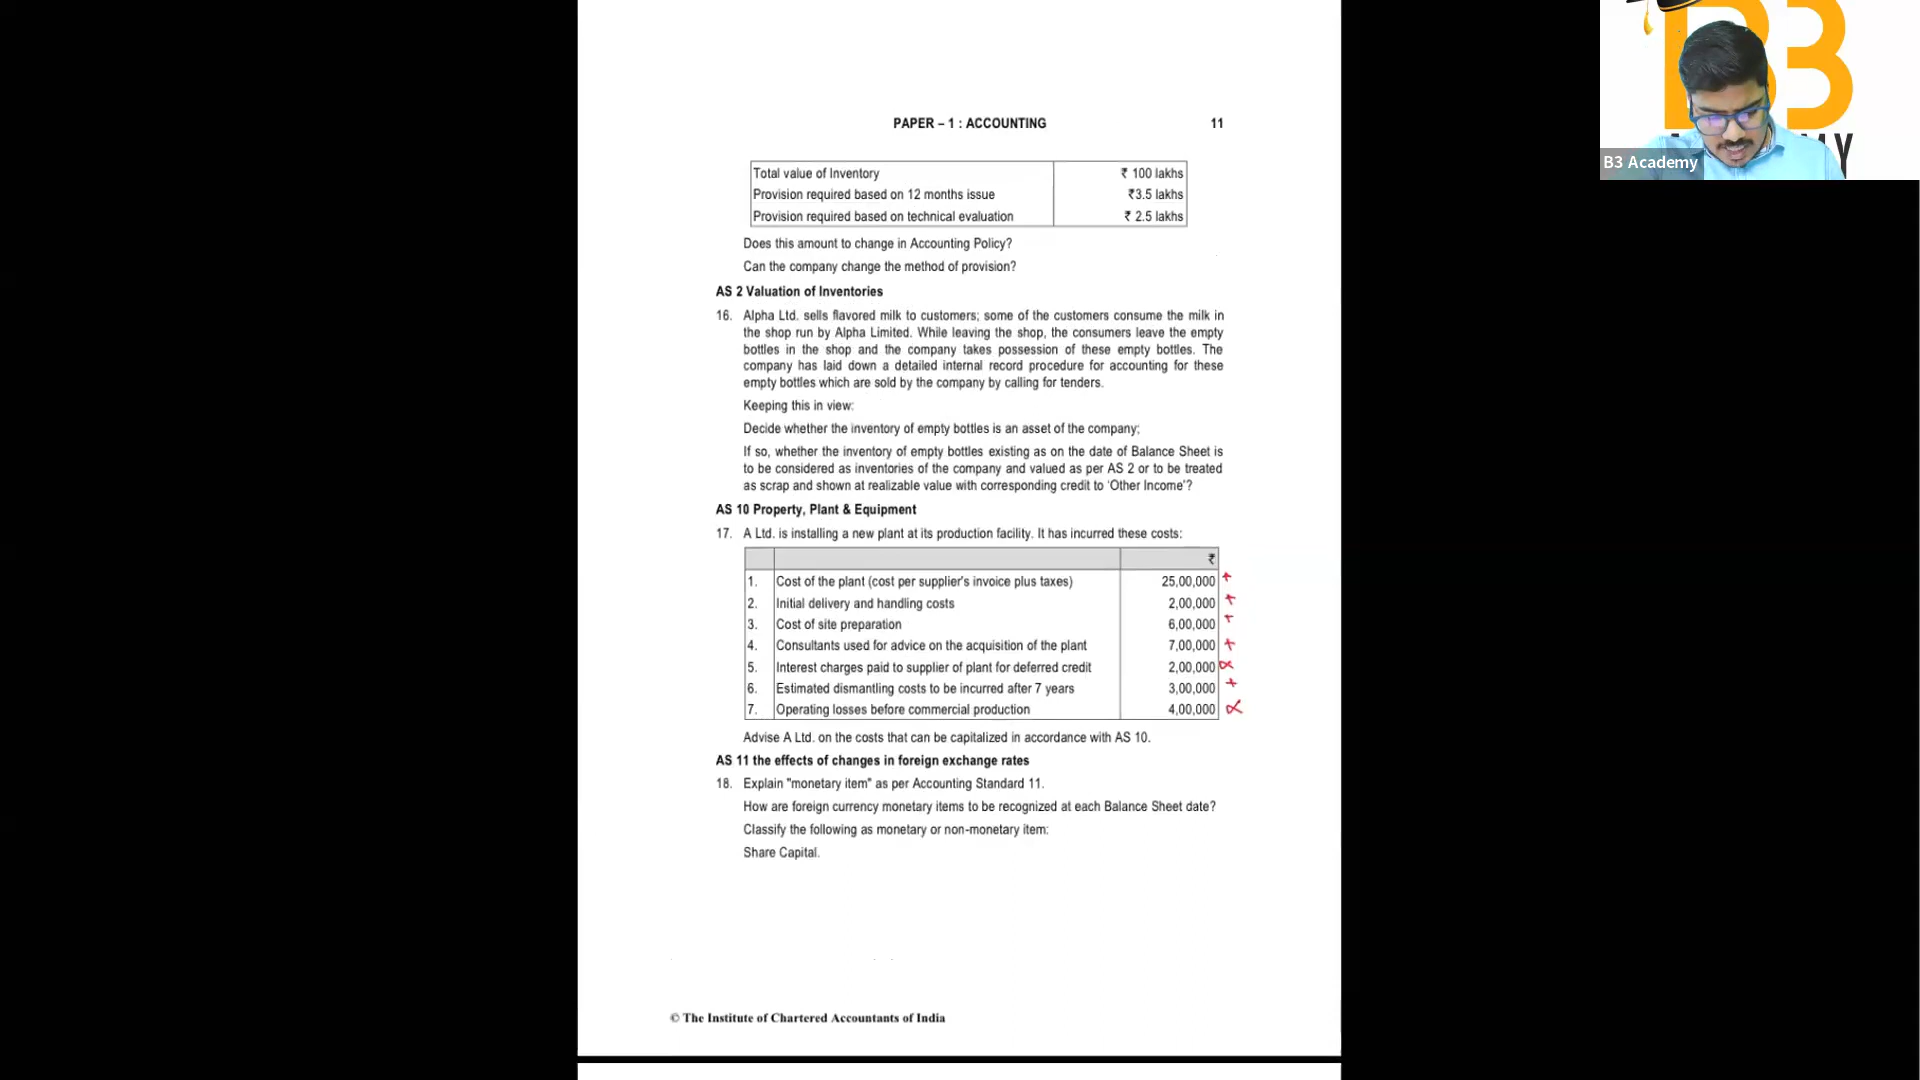 PAPER – 1 : ACCOUNTING 11
Total value of Inventory ₹ 100 lakhs
Provision required based on 12 months issue ₹3.5 lakhs
Provision required based on technical evaluation ₹ 2.5 lakhs
Does this amount to change in Accounting Policy?
Can the company change the method of provision?
AS 2 Valuation of Inventories
16. Alpha Ltd. sells flavored milk to customers; some of the customers consume the milk in
the shop run by Alpha Limited. While leaving the shop, the consumers leave the empty
bottles in the shop and the company takes possession of these empty bottles. The
company has laid down a detailed internal record procedure for accounting for these
empty bottles which are sold by the company by calling for tenders.
Keeping this in view:
Decide whether the inventory of empty bottles is an asset of the company;
If so, whether the inventory of empty bottles existing as on the date of Balance Sheet is
to be considered as inventories of the company and valued as per AS 2 or to be treated
as scrap and shown at realizable value with corresponding credit to 'Other Income'?
AS 10 Property, Plant & Equipment
17. A Ltd. is installing a new plant at its production facility. It has incurred these costs:
₹
1. Cost of the plant (cost per supplier's invoice plus taxes) 25,00,000 +
2. Initial delivery and handling costs 2,00,000 +
3. Cost of site preparation 6,00,000 +
4. Consultants used for advice on the acquisition of the plant 7,00,000 +
5. Interest charges paid to supplier of plant for deferred credit 2,00,000 x
6. Estimated dismantling costs to be incurred after 7 years 3,00,000 +
7. Operating losses before commercial production 4,00,000 x
Advise A Ltd. on the costs that can be capitalized in accordance with AS 10.
AS 11 the effects of changes in foreign exchange rates
18. Explain "monetary item" as per Accounting Standard 11.
How are foreign currency monetary items to be recognized at each Balance Sheet date?
Classify the following as monetary or non-monetary item:
Share Capital.
© The Institute of Chartered Accountants of India
B3
B3 Academy